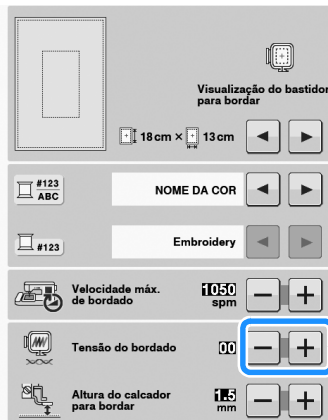 Visualização do bastidor
para bordar
18 cm × 13 cm
#123
ABC
NOME DA COR
#123
Embroidery
Velocidade máx.
de bordado
1050
spm
Tensão do bordado
00
Altura do calcador
para bordar
1.5
mm